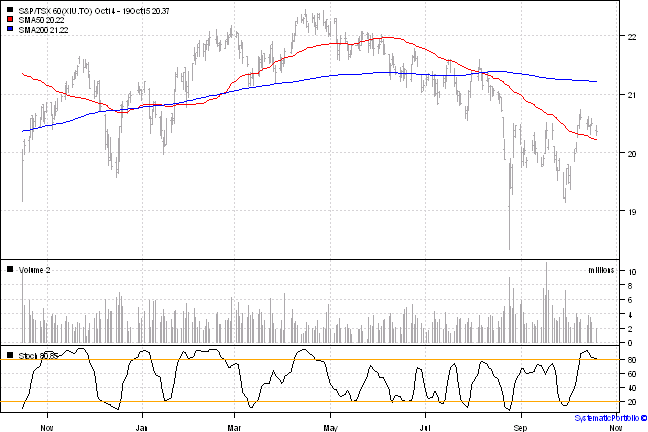 S&P/TSX 60(XIU.TO) Oct14 - 19Oct15 20.37
SMA50 20.22
SMA200 21.22
22
21
20
19
Volume 2
millions
10
8
6
4
2
0
Stoch 80.85
80
60
40
20
Nov Jan Mar May Jul Sep Nov
SystematicPortfolio ©